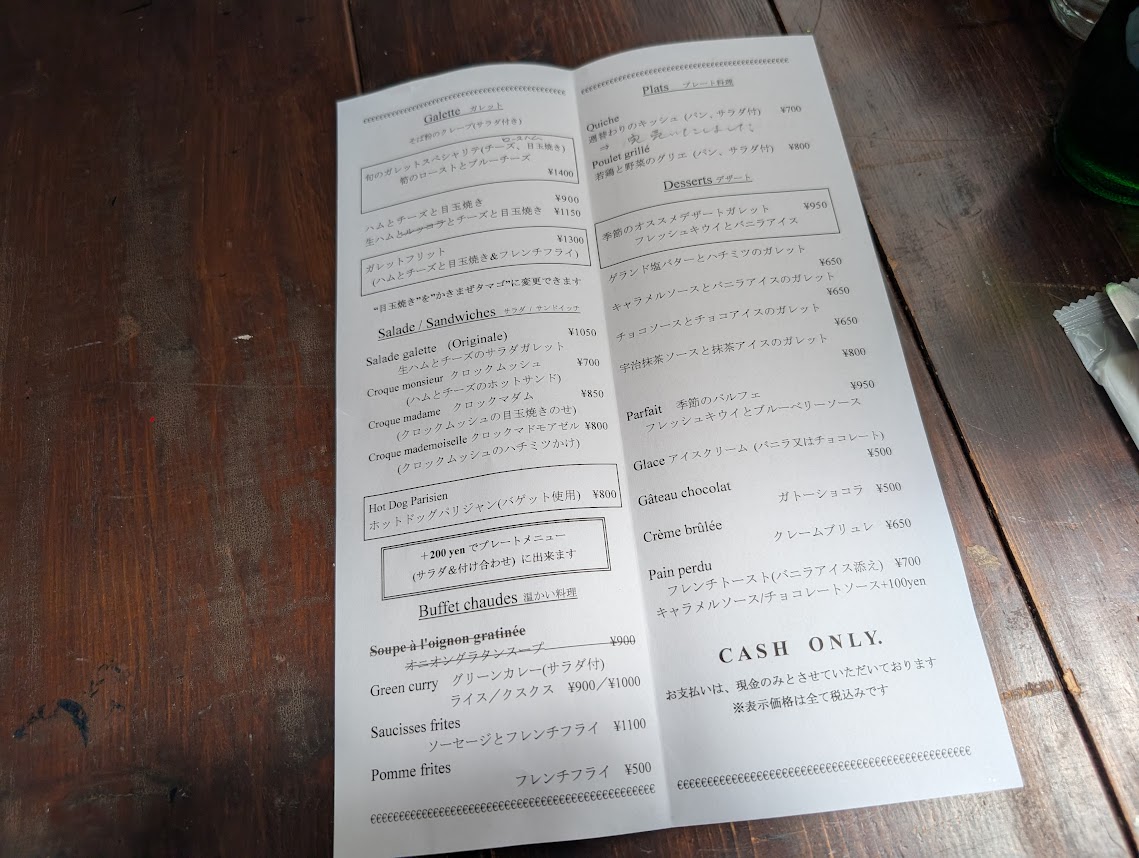 €€€€€€€€€€€€€€€€€€€€€€€€€€€€€€€€€€€€€€€€
Galette ガレット
そば粉のクレープ(サラダ付き)
ロースハム
旬のガレットスペシャリテ(チーズ、目玉焼き)
筍のローストとブルーチーズ
¥1400
ハムとチーズと目玉焼き ¥900
生ハムとルッコラとチーズと目玉焼き ¥1150
ガレットフリット ¥1300
(ハムとチーズと目玉焼き&フレンチフライ)
“目玉焼き”を”かきまぜタマゴ”に変更できます
Salade / Sandwiches サラダ / サンドイッチ
Salade galette (Originale) ¥1050
生ハムとチーズのサラダガレット
Croque monsieur クロックムッシュ ¥700
(ハムとチーズのホットサンド)
Croque madame クロックマダム ¥850
(クロックムッシュの目玉焼きのせ)
Croque mademoiselle クロックマドモアゼル ¥800
(クロックムッシュのハチミツかけ)
Hot Dog Parisien
ホットドッグパリジャン(バゲット使用) ¥800
+200 yen でプレートメニュー
(サラダ&付け合わせ) に出来ます
Buffet chaudes 温かい料理
Soupe à l'oignon gratinée
オニオングラタンスープ ¥900
Green curry グリーンカレー(サラダ付)
ライス／クスクス ¥900／¥1000
Saucisses frites
ソーセージとフレンチフライ ¥1100
Pomme frites
フレンチフライ ¥500
€€€€€€€€€€€€€€€€€€€€€€€€€€€€€€€€€€€€€€€€
€€€€€€€€€€€€€€€€€€€€€€€€€€€€€€€€€€€€€€€€
Plats プレート料理
Quiche
週替わりのキッシュ (パン、サラダ付) ¥700
→ 完売いたしました。
Poulet grillé
若鶏と野菜のグリエ (パン、サラダ付) ¥800
Desserts デザート
季節のオススメデザートガレット ¥950
フレッシュキウイとバニラアイス
グランド塩バターとハチミツのガレット
¥650
キャラメルソースとバニラアイスのガレット
¥650
チョコソースとチョコアイスのガレット
¥650
宇治抹茶ソースと抹茶アイスのガレット
¥800
Parfait 季節のパルフェ ¥950
フレッシュキウイとブルーベリーソース
Glace アイスクリーム (バニラ又はチョコレート)
¥500
Gâteau chocolat
ガトーショコラ ¥500
Crème brûlée
クレームブリュレ ¥650
Pain perdu
フレンチトースト(バニラアイス添え) ¥700
キャラメルソース/チョコレートソース+100yen
CASH ONLY.
お支払いは、現金のみとさせていただいております
※表示価格は全て税込みです
€€€€€€€€€€€€€€€€€€€€€€€€€€€€€€€€€€€€€€€€